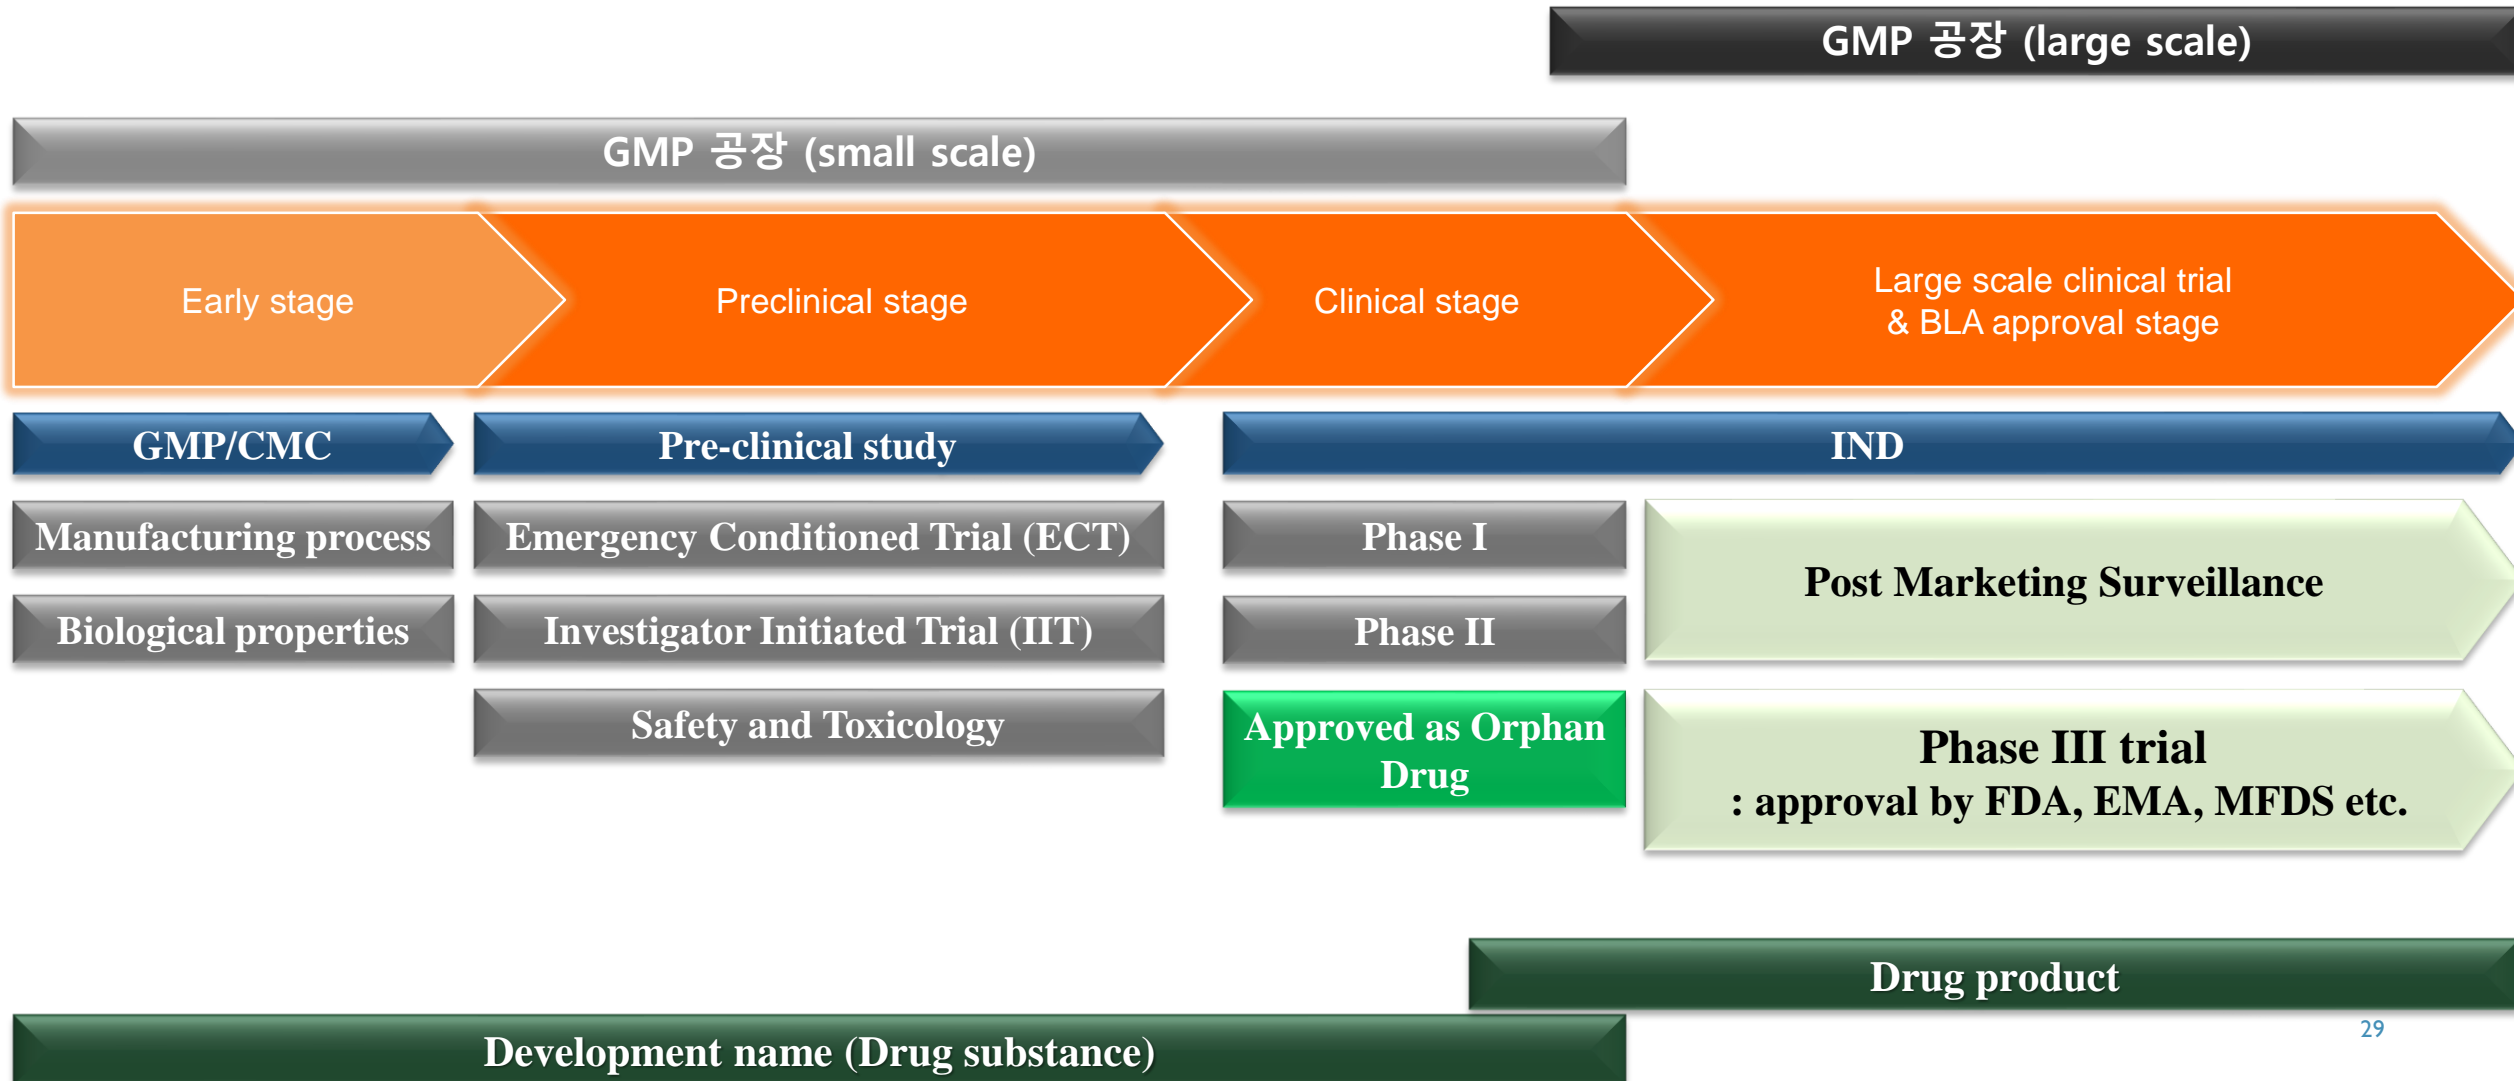 GMP 공장 (large scale)
GMP 공장 (small scale)
Early stage
Preclinical stage
Clinical stage
Large scale clinical trial
& BLA approval stage
GMP/CMC
Pre-clinical study
IND
Manufacturing process
Emergency Conditioned Trial (ECT)
Phase I
Post Marketing Surveillance
Biological properties
Investigator Initiated Trial (IIT)
Phase II
Safety and Toxicology
Approved as Orphan
Drug
Phase III trial
: approval by FDA, EMA, MFDS etc.
Drug product
Development name (Drug substance)
29